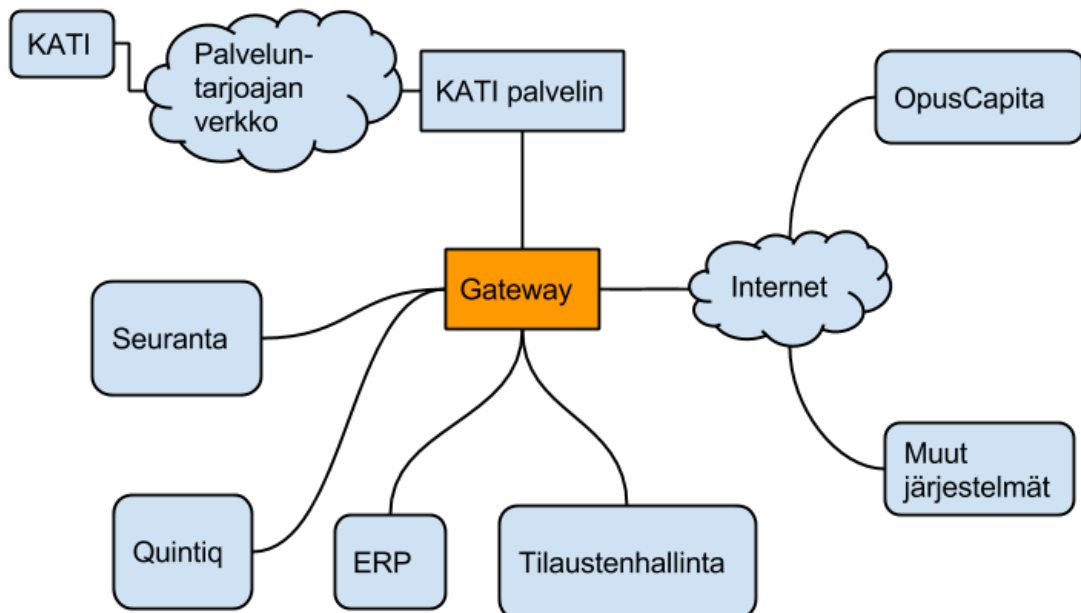 KATI
Palvelun-
tarjoajan
verkko
KATI palvelin
OpusCapita
Gateway
Internet
Seuranta
Muut
järjestelmät
Quintiq
ERP
Tilaustenhallinta